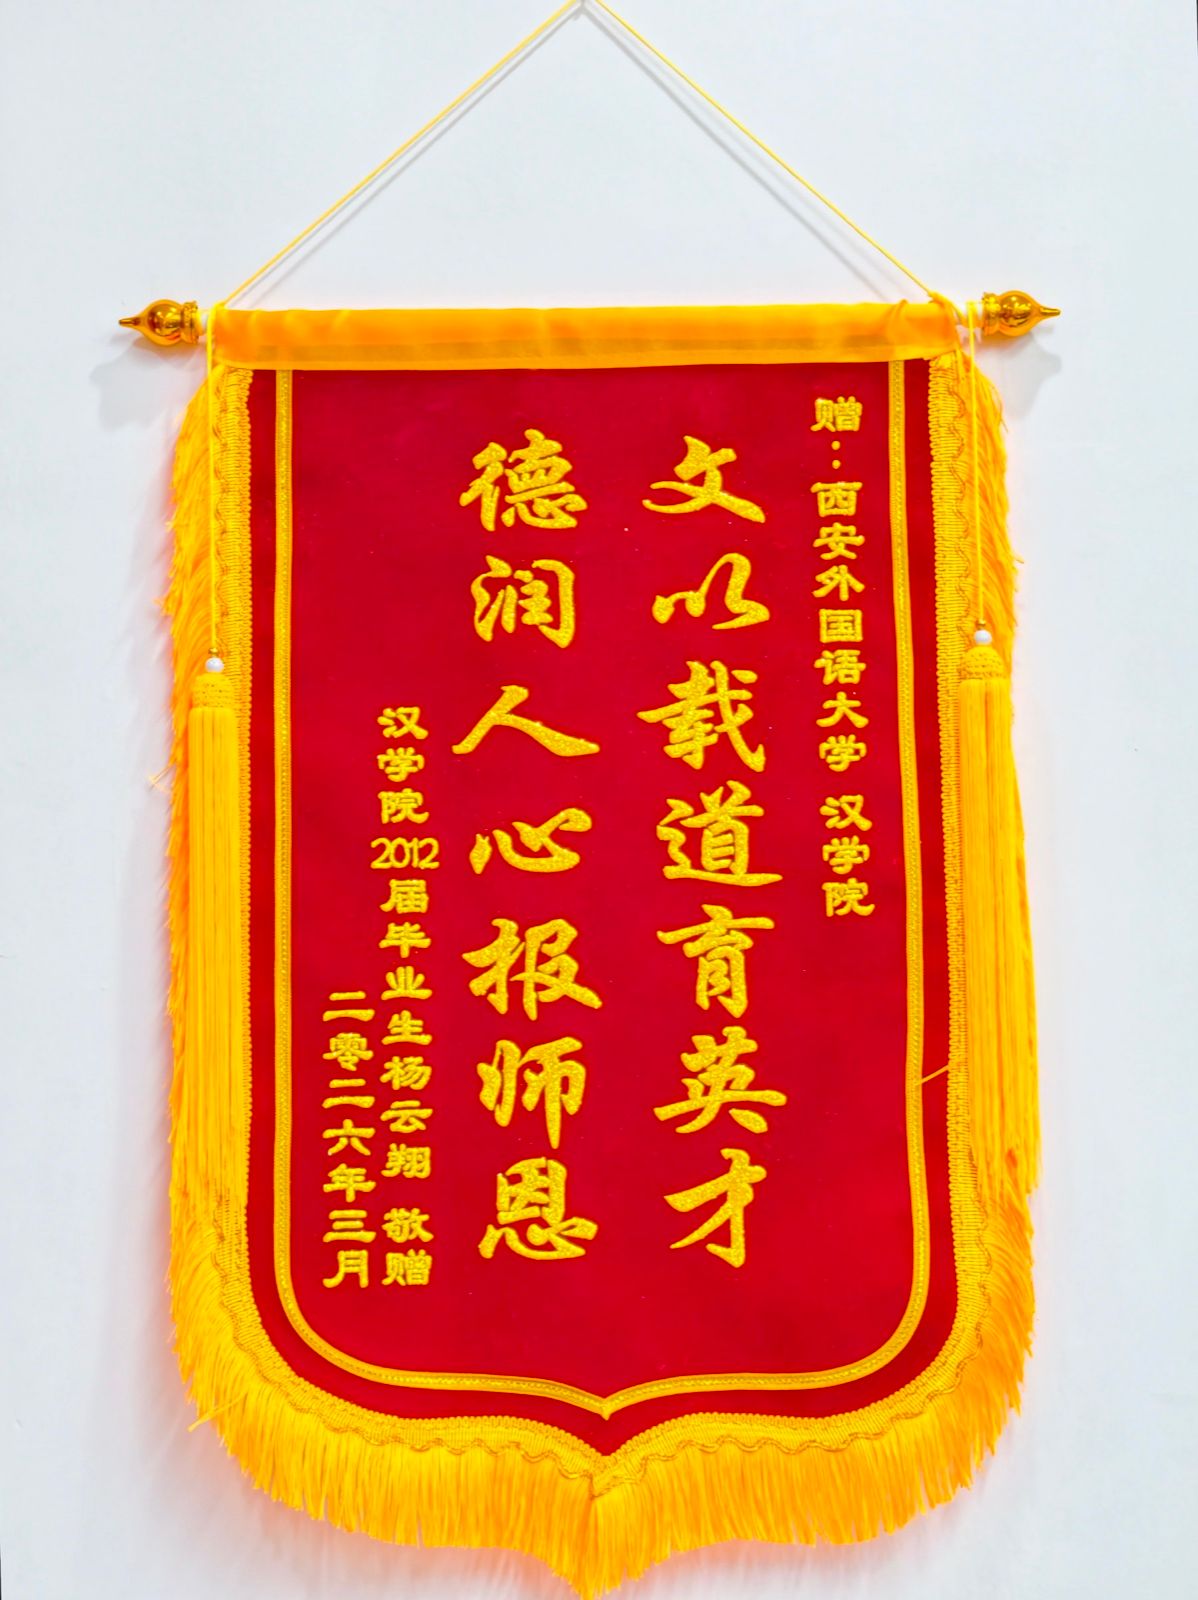 赠：西安外国语大学 汉学院
文以载道育英才
德润人心报师恩
汉学院2012届毕业生杨云翔 敬赠
二零二六年三月